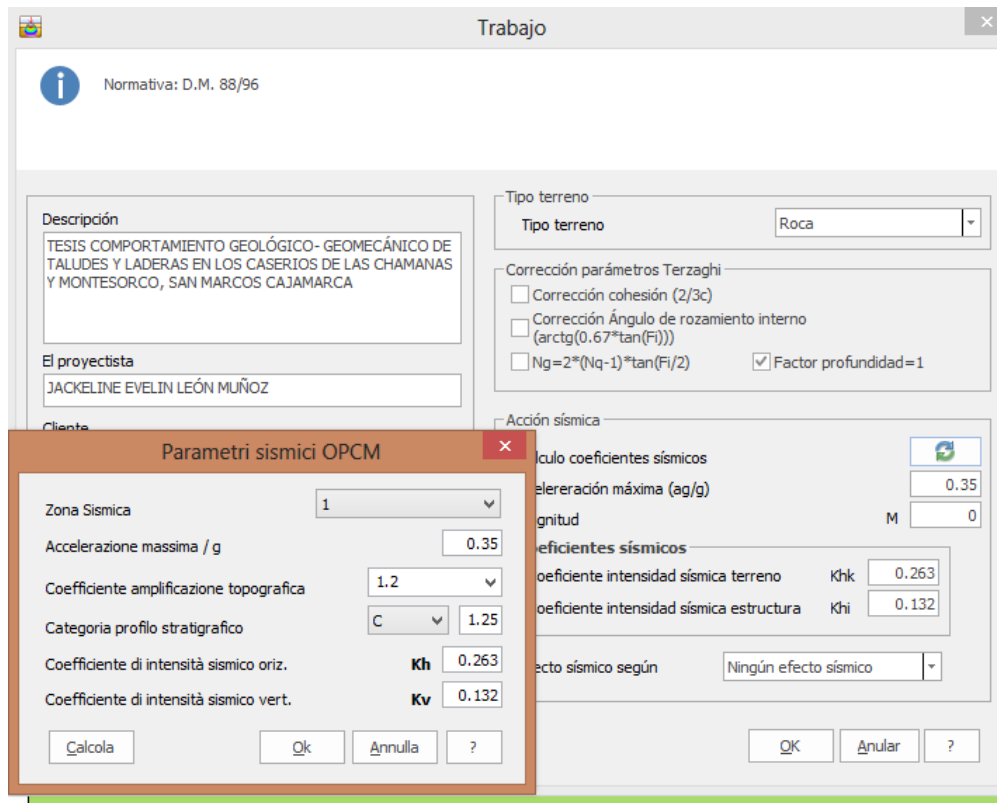 Trabajo
Normativa: D.M. 88/96
Descripción
TESIS COMPORTAMIENTO GEOLÓGICO- GEOMECÁNICO DE
TALUDES Y LADERAS EN LOS CASERIOS DE LAS CHAMANAS
Y MONTESORCO, SAN MARCOS CAJAMARCA
El proyectista
JACKELINE EVELIN LEÓN MUÑOZ
Cliente
Tipo terreno
Tipo terreno Roca
Corrección parámetros Terzaghi
Corrección cohesión (2/3c)
Corrección Ángulo de rozamiento interno
(arctg(0.67*tan(Fi)))
Ng=2*(Nq-1)*tan(Fi/2) Factor profundidad=1
Acción sísmica
lculo coeficientes sísmicos
elereración máxima (ag/g) 0.35
gnitud M 0
eficientes sísmicos
oeficiente intensidad sísmica terreno Khk 0.263
oeficiente intensidad sísmica estructura Khi 0.132
ecto sísmico según Ningún efecto sísmico
OK Anular ?
Parametri sismici OPCM
Zona Sismica 1
Accelerazione massima / g 0.35
Coefficiente amplificazione topografica 1.2
Categoria profilo stratigrafico C 1.25
Coefficiente di intensità sismico oriz. Kh 0.263
Coefficiente di intensità sismico vert. Kv 0.132
Calcola Ok Annulla ?